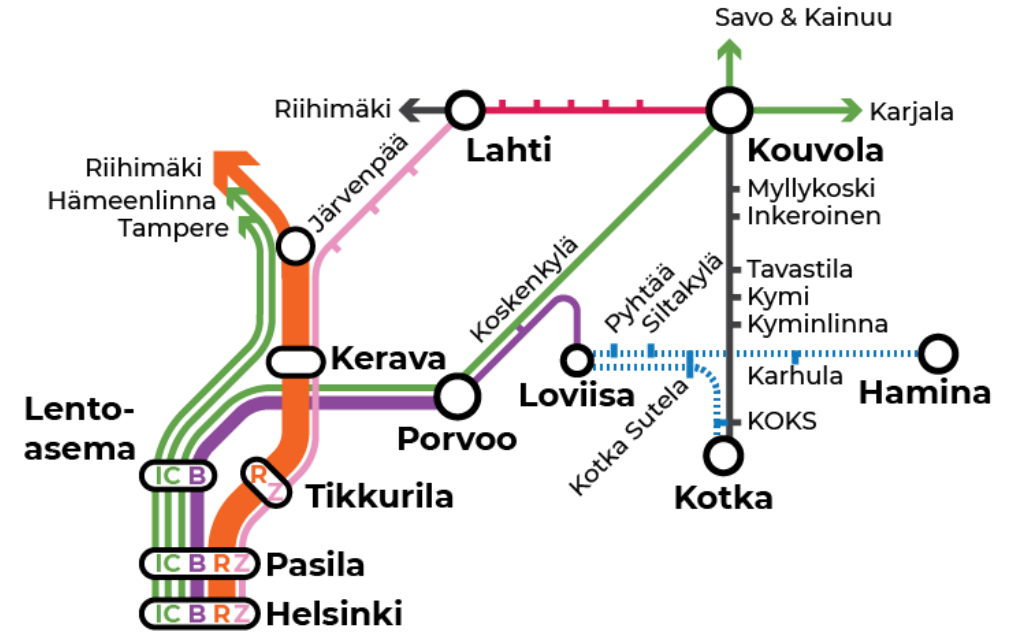 Savo & Kainuu
Riihimäki
Karjala
Lahti
Kouvola
Järvenpää
Riihimäki
Hämeenlinna
Tampere
Myllykoski
Inkeroinen
Koskenkylä
Pyhtää
Siltakylä
Tavastila
Kymi
Kyminlinna
Kerava
Loviisa
Karhula
Hamina
Lento-
asema
Porvoo
Kotka Sutela
KOKS
IC B
R
Z
Tikkurila
Kotka
IC B R Z
Pasila
IC B R Z
Helsinki